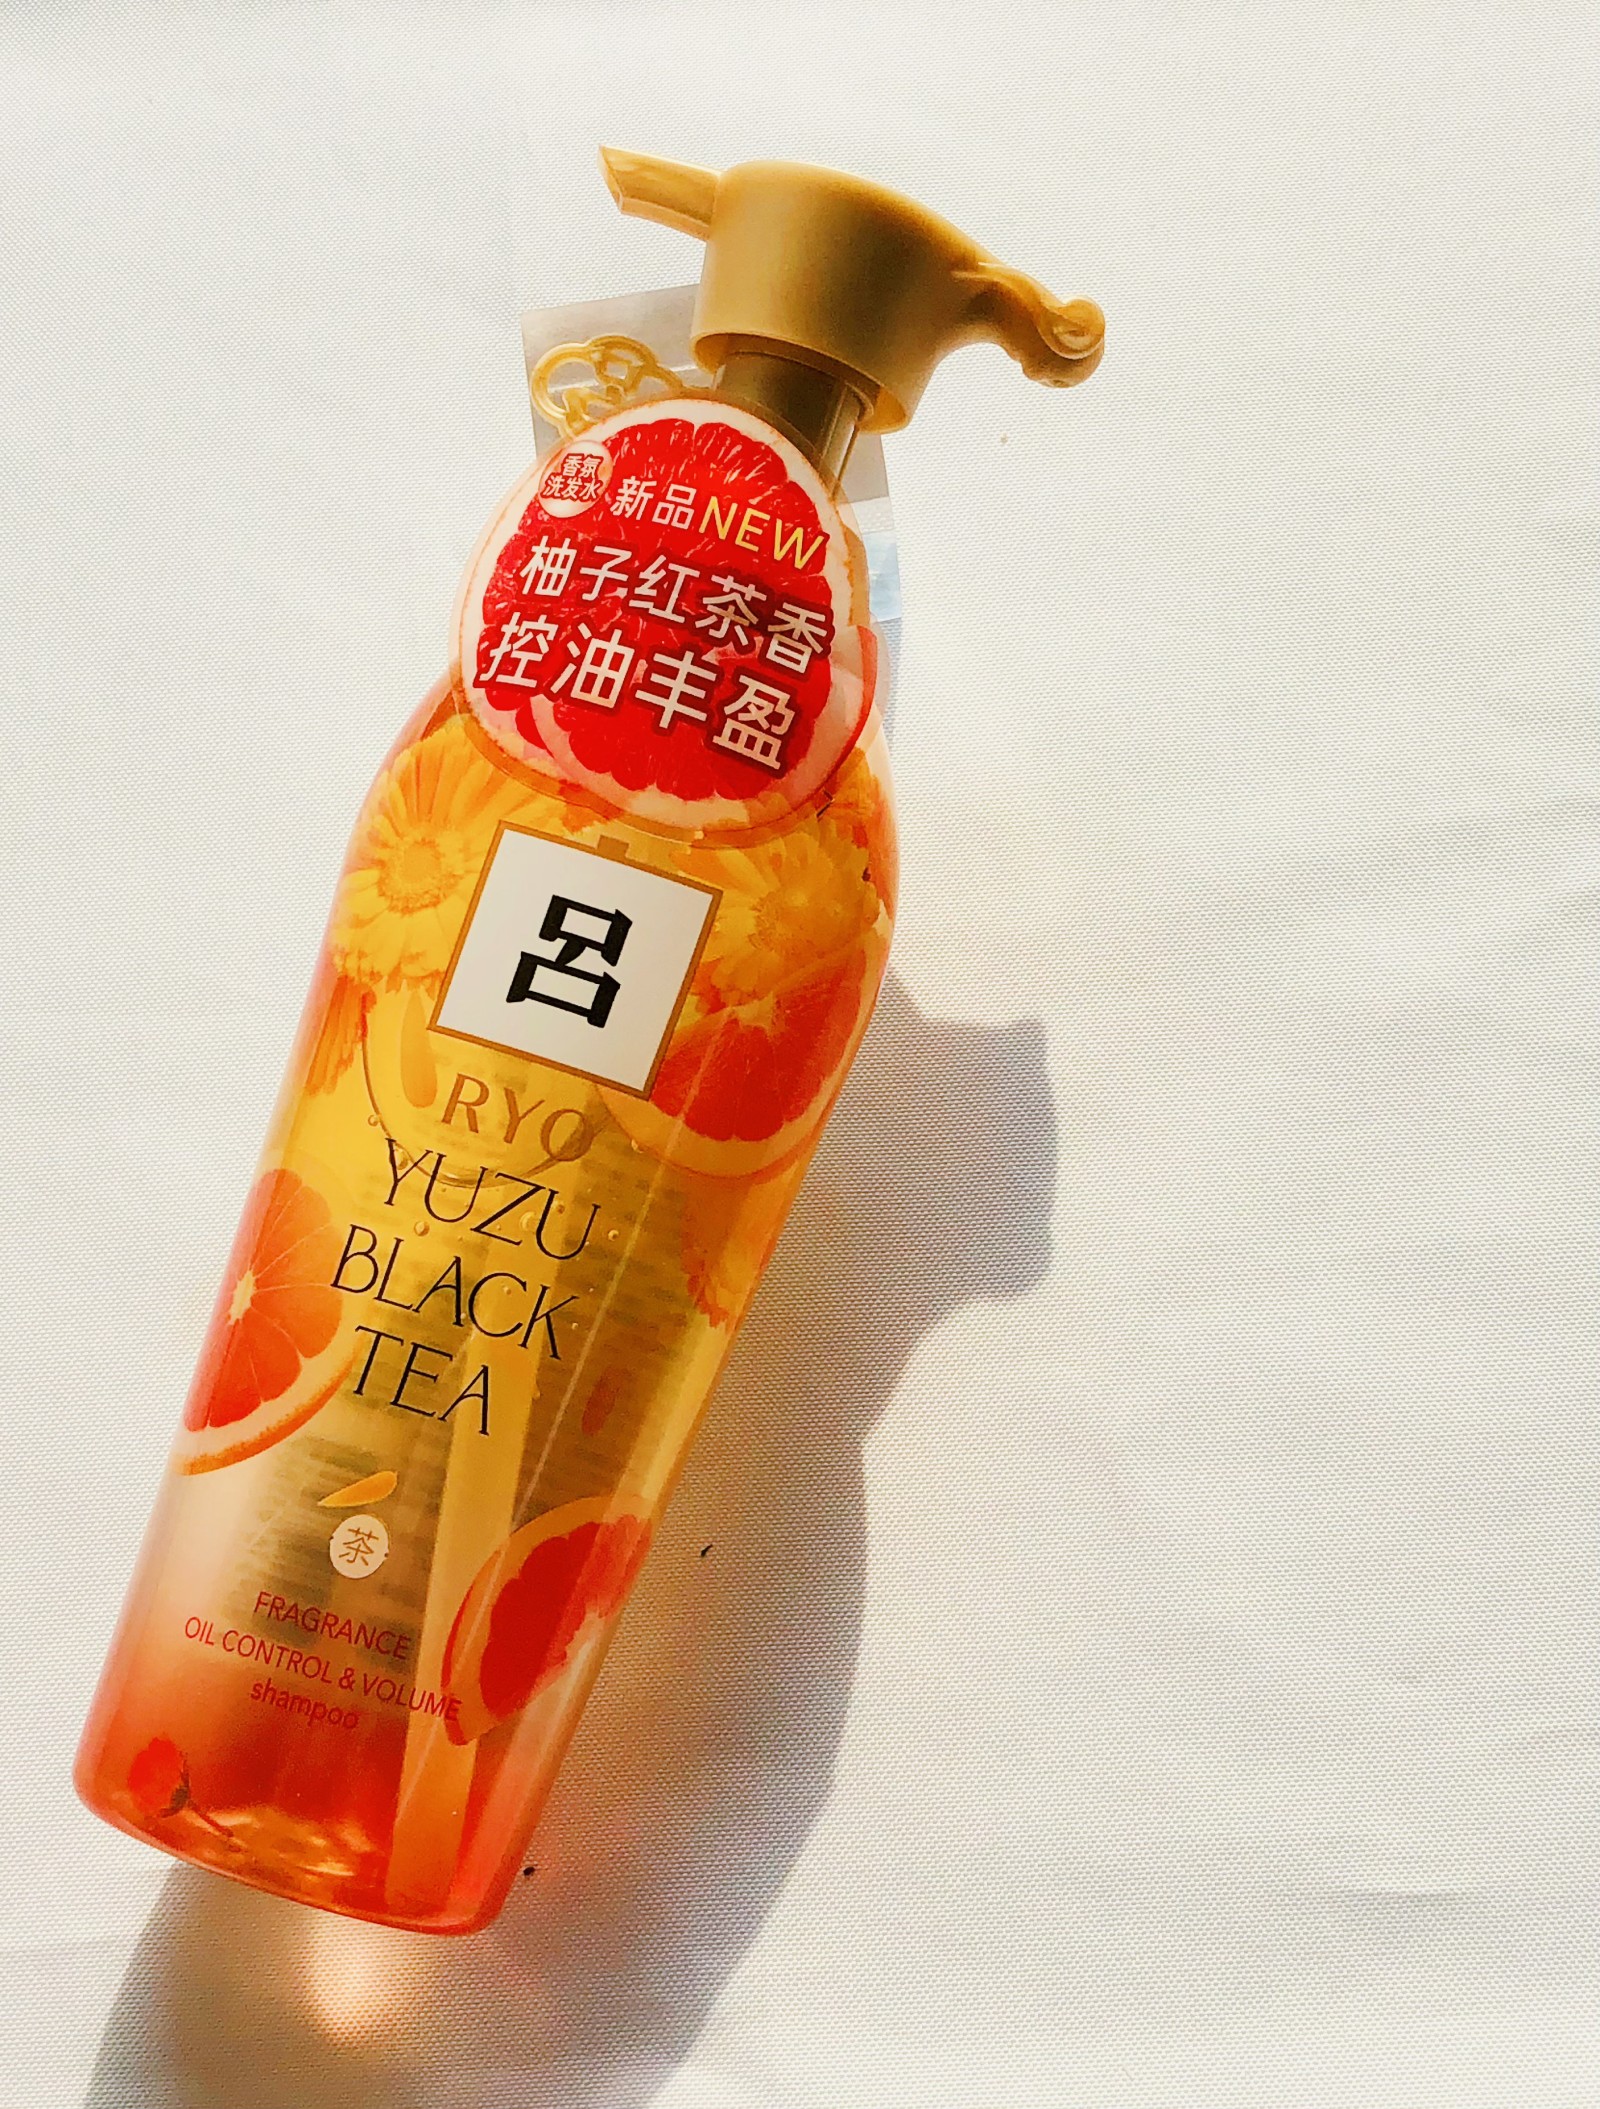 香氛
洗发水
新品NEW
柚子红茶香
控油丰盈
呂
RYO
YUZU
BLACK
TEA
茶
FRAGRANCE
OIL CONTROL & VOLUME
shampoo